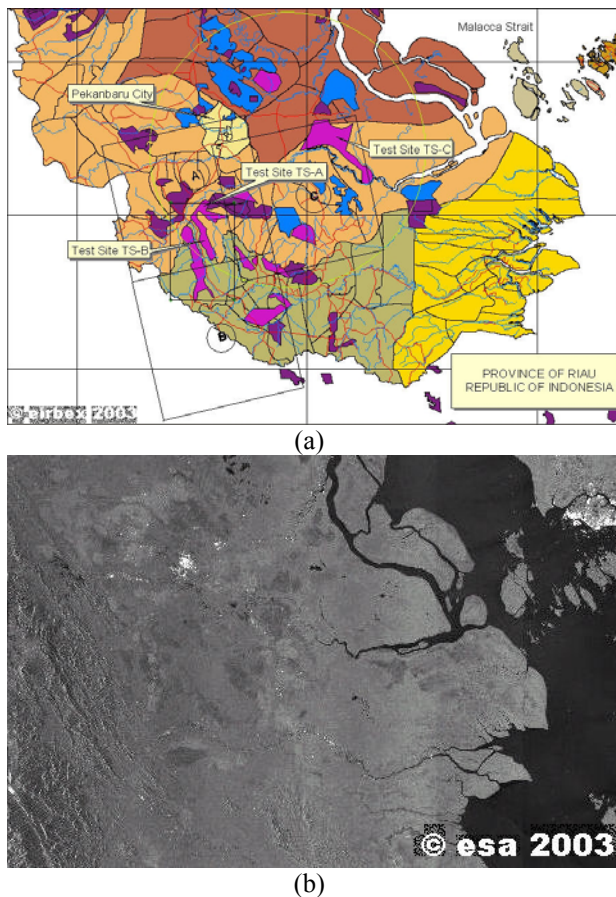 Malacca Strait
Pekanbaru City
Test Site TS-C
Test Site TS-A
A
C
Test Site TS-B
B
PROVINCE OF RIAU
REPUBLIC OF INDONESIA
© eirbex 2003
(a)
© esa 2003
(b)